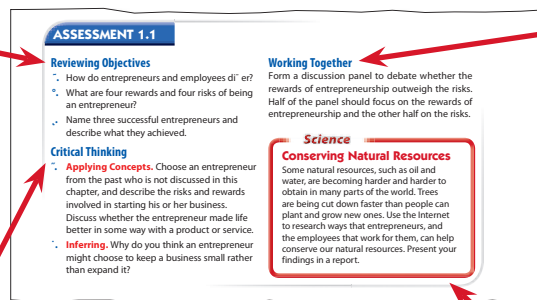 ASSESSMENT 1.1
Reviewing Objectives
How do entrepreneurs and employees di˝ er?
What are four rewards and four risks of being
an entrepreneur?
Name three successful entrepreneurs and
describe what they achieved.
Critical Thinking
Applying Concepts. Choose an entrepreneur
from the past who is not discussed in this
chapter, and describe the risks and rewards
involved in starting his or her business.
Discuss whether the entrepreneur made life
better in some way with a product or service.
Inferring. Why do you think an entrepreneur
might choose to keep a business small rather
than expand it?
Working Together
Form a discussion panel to debate whether the
rewards of entrepreneurship outweigh the risks.
Half of the panel should focus on the rewards of
entrepreneurship and the other half on the risks.
Science
Conserving Natural Resources
Some natural resources, such as oil and
water, are becoming harder and harder to
obtain in many parts of the world. Trees
are being cut down faster than people can
plant and grow new ones. Use the Internet
to research ways that entrepreneurs, and
the employees that work for them, can help
conserve our natural resources. Present your
findings in a report.